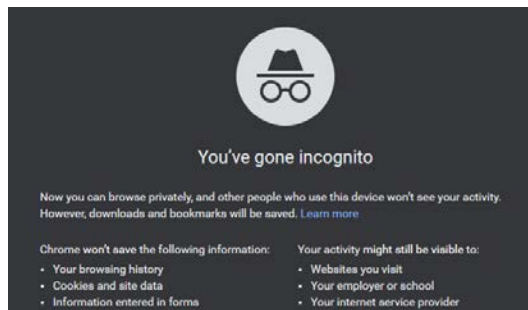 You've gone incognito
Now you can browse privately, and other people who use this device won't see your activity.
However, downloads and bookmarks will be saved. Learn more
Chrome won't save the following information:
• Your browsing history
• Cookies and site data
• Information entered in forms
Your activity might still be visible to:
• Websites you visit
• Your employer or school
• Your internet service provider